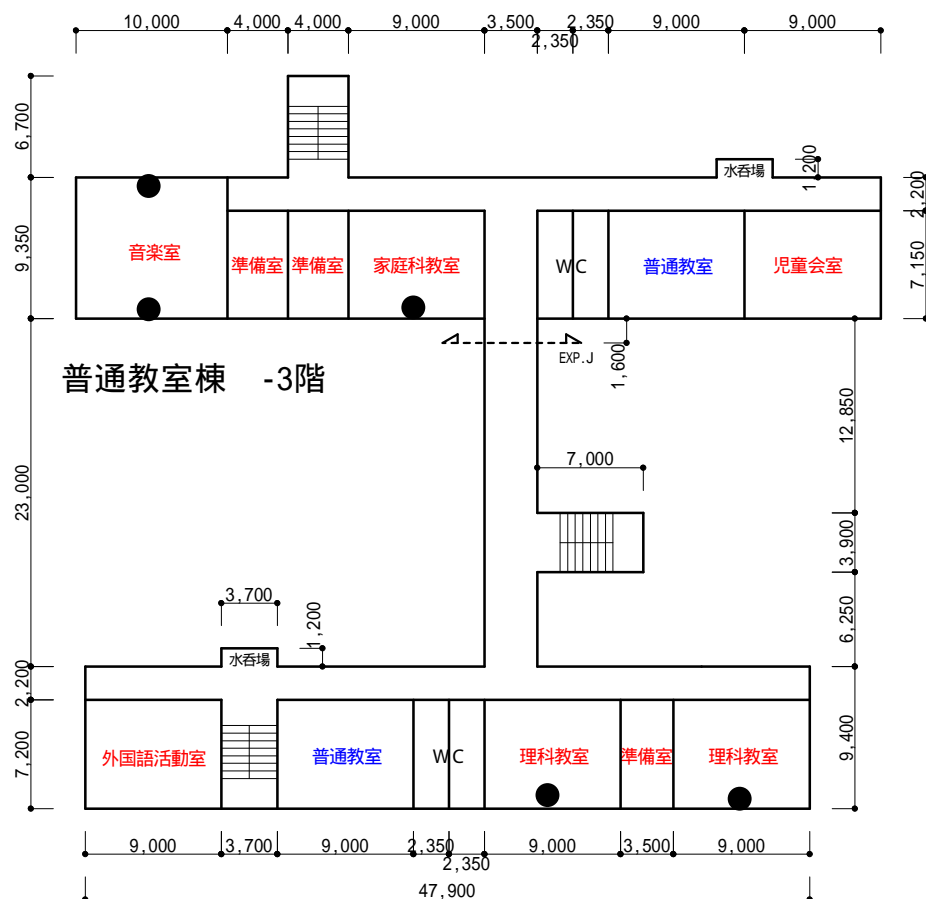 10,000 4,000 4,000 9,000 3,500 2,350 9,000 9,000
2,350
6,700
水呑場
1,200
2,200
9,350
音楽室 準備室 準備室 家庭科教室 WC 普通教室 児童会室
7,150
EXP.J
1,600
普通教室棟 -3階
12,850
7,000
23,000
3,900
3,700
1,200
6,250
水呑場
2,200
外国語活動室 普通教室 WC 理科教室 準備室 理科教室
7,200
9,400
9,000 3,700 9,000 2,350 9,000 3,500 9,000
2,350
47,900